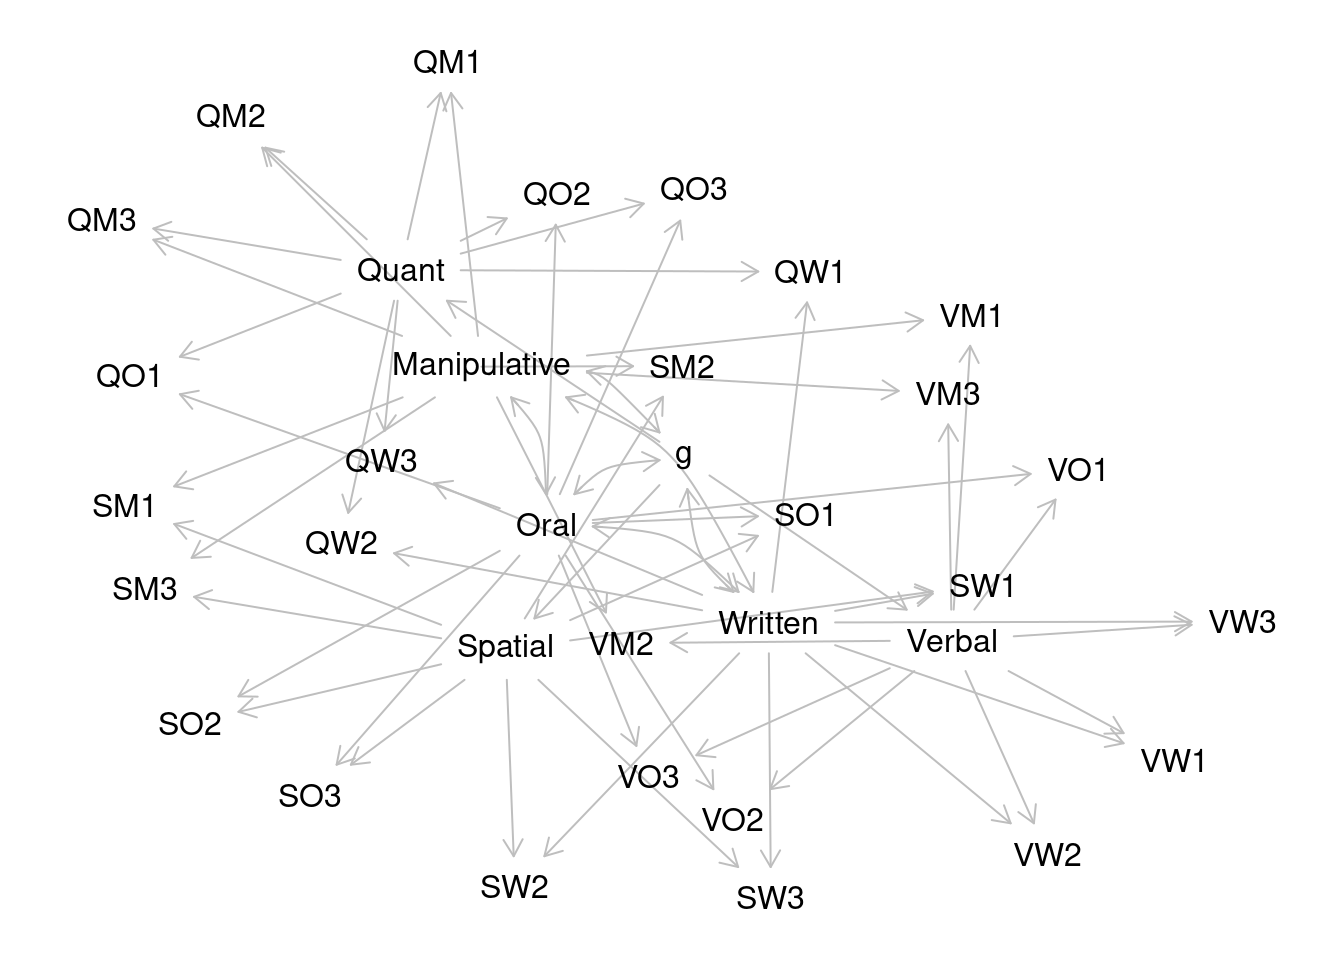 QM1
QM2
QO2
QO3
QM3
Quant
QW1
VM1
Manipulative
SM2
QO1
VM3
g
QW3
VO1
SM1
SO1
Oral
QW2
SW1
SM3
Written
VW3
Verbal
Spatial
VM2
SO2
VW1
VO3
SO3
VO2
VW2
SW2
SW3